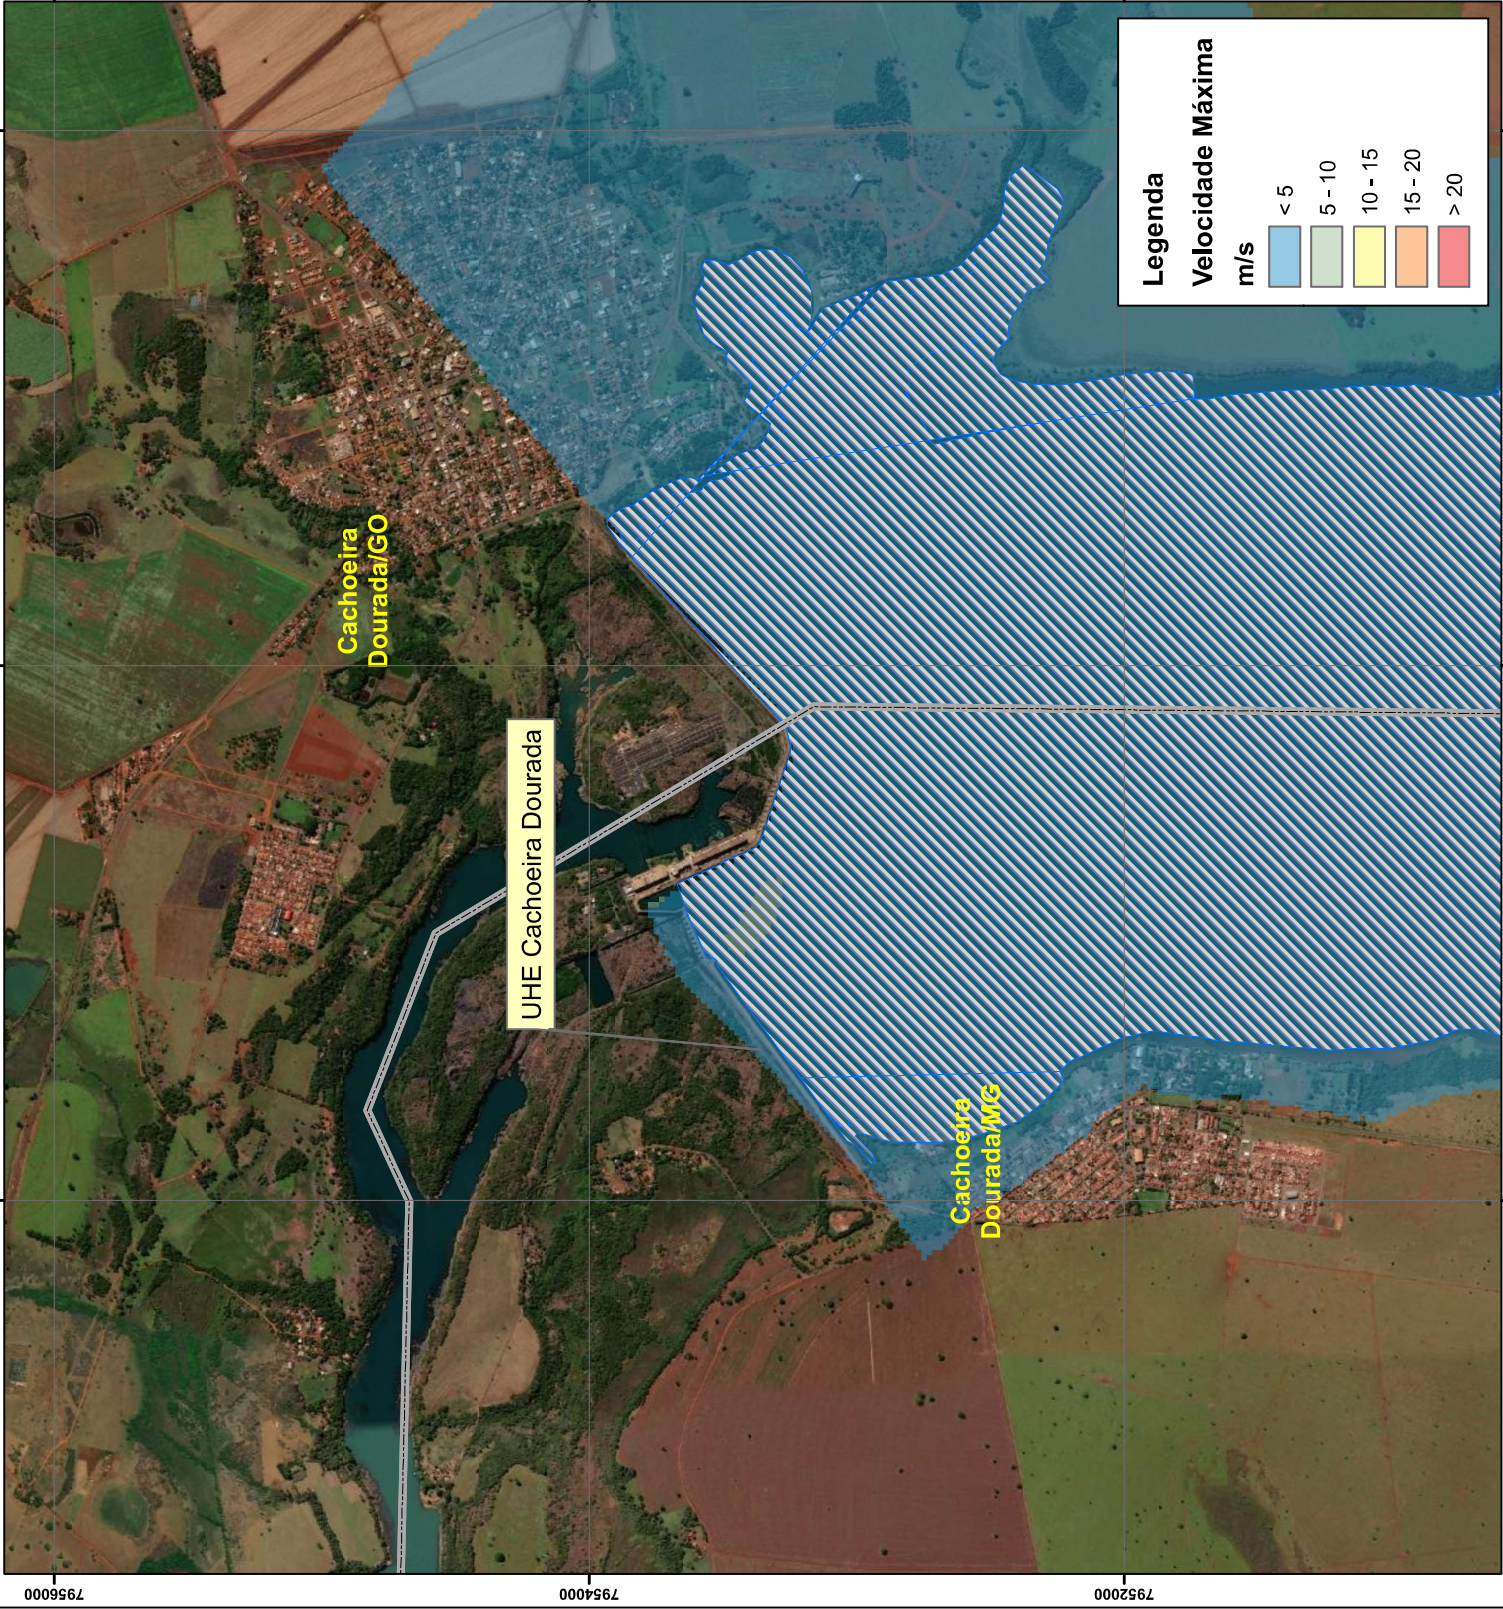 Cachoeira
Dourada/GO
UHE Cachoeira Dourada
Cachoeira
Dourada/MG
Legenda
Velocidade Máxima
m/s
< 5
5 - 10
10 - 15
15 - 20
> 20
7956000
7954000
7952000